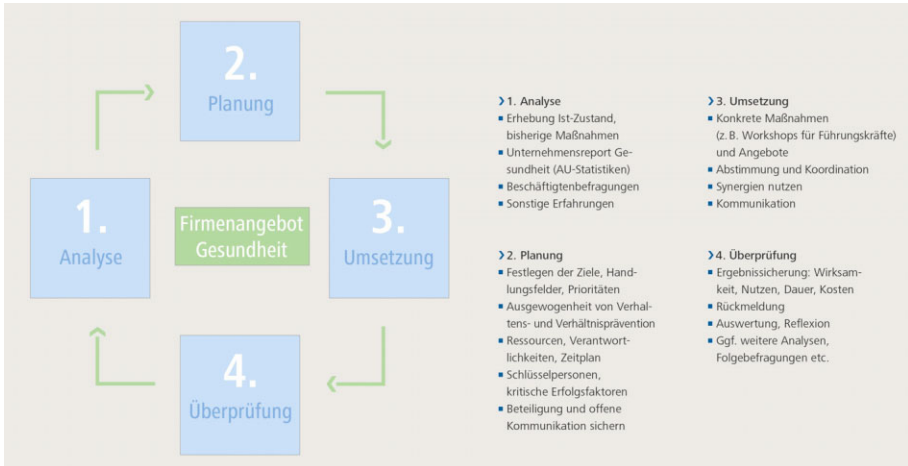 2.
Planung
1.
Analyse
Firmenangebot
Gesundheit
3.
Umsetzung
4.
Überprüfung
1. Analyse
Erhebung Ist-Zustand,
bisherige Maßnahmen
Unternehmensreport Ge-
sundheit (AU-Statistiken)
Beschäftigtenbefragungen
Sonstige Erfahrungen
2. Planung
Festlegen der Ziele, Hand-
lungsfelder, Prioritäten
Ausgewogenheit von Verhal-
tens- und Verhältnisprävention
Ressourcen, Verantwort-
lichkeiten, Zeitplan
Schlüsselpersonen,
kritische Erfolgsfaktoren
Beteiligung und offene
Kommunikation sichern
3. Umsetzung
Konkrete Maßnahmen
(z. B. Workshops für Führungskräfte)
und Angebote
Abstimmung und Koordination
Synergien nutzen
Kommunikation
4. Überprüfung
Ergebnissicherung: Wirksam-
keit, Nutzen, Dauer, Kosten
Rückmeldung
Auswertung, Reflexion
Ggf. weitere Analysen,
Folgebefragungen etc.